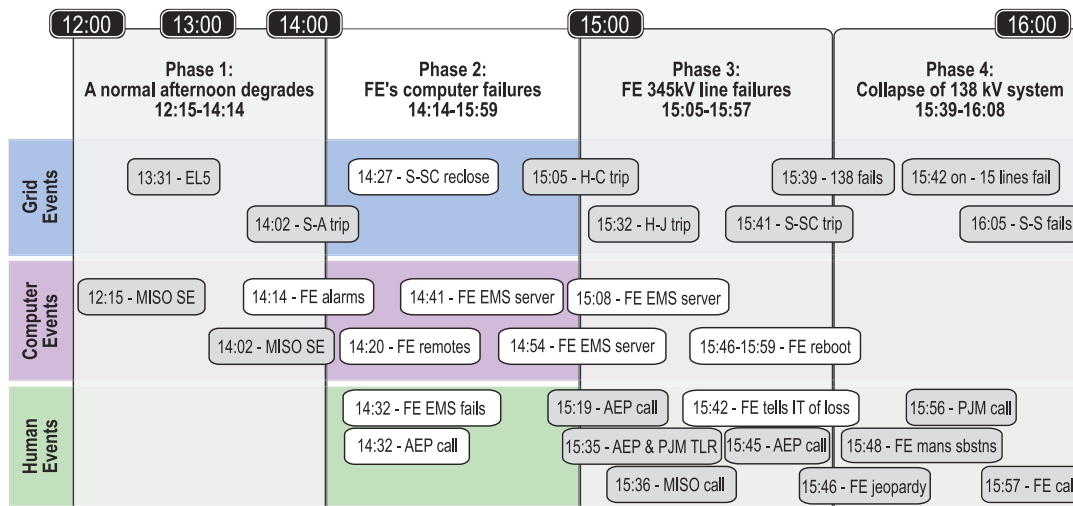 12:00
13:00
14:00
15:00
16:00
Phase 1:
A normal afternoon degrades
12:15-14:14
Phase 2:
FE's computer failures
14:14-15:59
Phase 3:
FE 345kV line failures
15:05-15:57
Phase 4:
Collapse of 138 kV system
15:39-16:08
Grid
Events
13:31 - EL5
14:27 - S-SC reclose
15:05 - H-C trip
15:39 - 138 fails
15:42 on - 15 lines fail
14:02 - S-A trip
15:32 - H-J trip
15:41 - S-SC trip
16:05 - S-S fails
Computer
Events
12:15 - MISO SE
14:14 - FE alarms
14:41 - FE EMS server
15:08 - FE EMS server
14:02 - MISO SE
14:20 - FE remotes
14:54 - FE EMS server
15:46-15:59 - FE reboot
Human
Events
14:32 - FE EMS fails
15:19 - AEP call
15:42 - FE tells IT of loss
15:56 - PJM call
14:32 - AEP call
15:35 - AEP & PJM TLR
15:45 - AEP call
15:48 - FE mans sbstns
15:36 - MISO call
15:46 - FE jeopardy
15:57 - FE cal